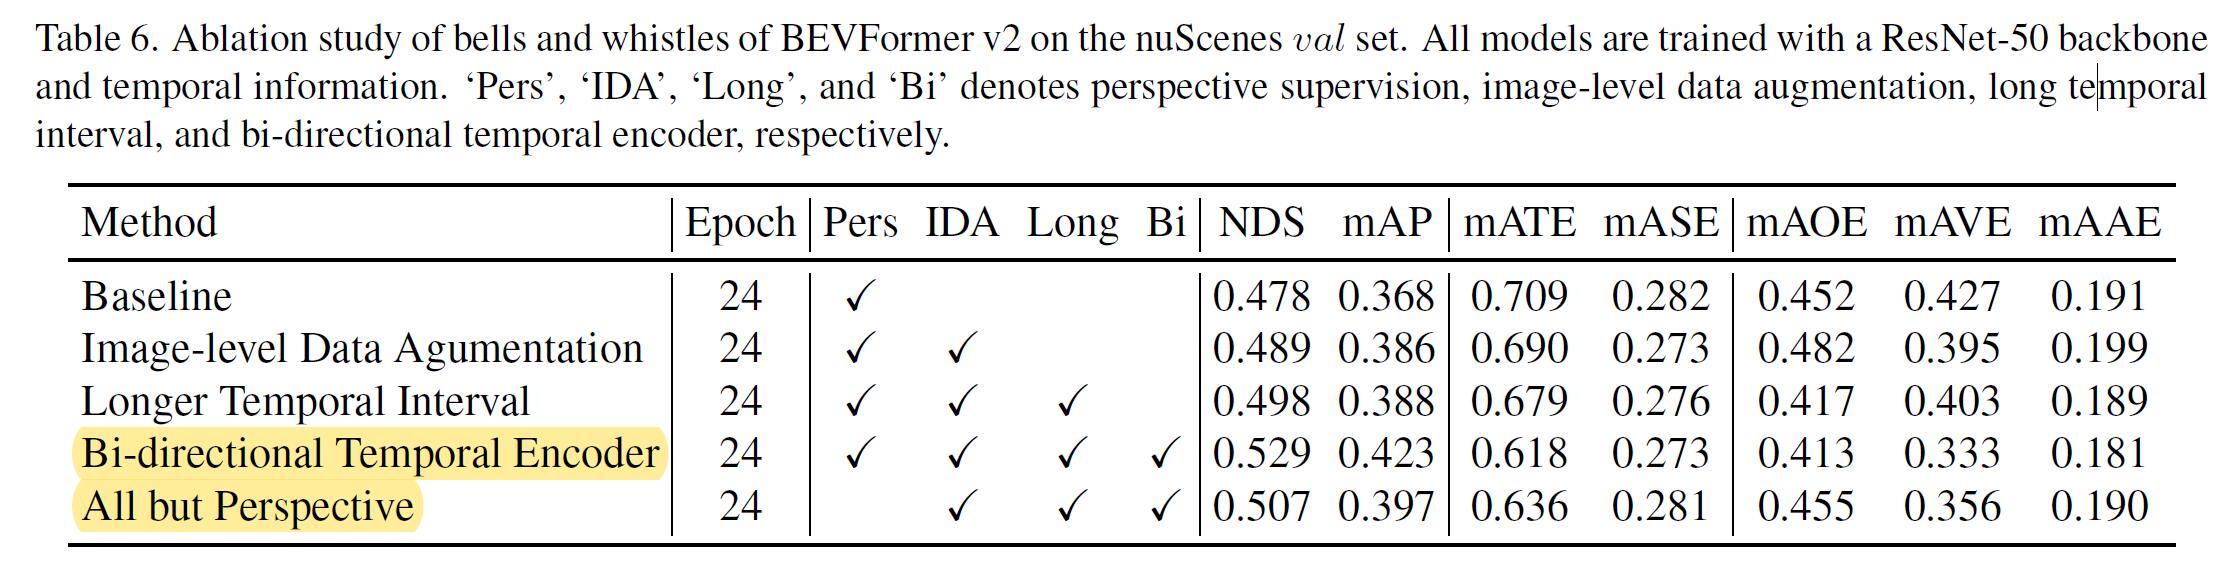 Table 6. Ablation study of bells and whistles of BEVFormer v2 on the nuScenes val set. All models are trained with a ResNet-50 backbone
and temporal information. ‘Pers’, ‘IDA’, ‘Long’, and ‘Bi’ denotes perspective supervision, image-level data augmentation, long temporal
interval, and bi-directional temporal encoder, respectively.
Method Epoch Pers IDA Long Bi NDS mAP mATE mASE mAOE mAVE mAAE
Baseline 24 ✓ 0.478 0.368 0.709 0.282 0.452 0.427 0.191
Image-level Data Agumentation 24 ✓ ✓ 0.489 0.386 0.690 0.273 0.482 0.395 0.199
Longer Temporal Interval 24 ✓ ✓ ✓ 0.498 0.388 0.679 0.276 0.417 0.403 0.189
Bi-directional Temporal Encoder 24 ✓ ✓ ✓ ✓ 0.529 0.423 0.618 0.273 0.413 0.333 0.181
All but Perspective 24 ✓ ✓ ✓ 0.507 0.397 0.636 0.281 0.455 0.356 0.190